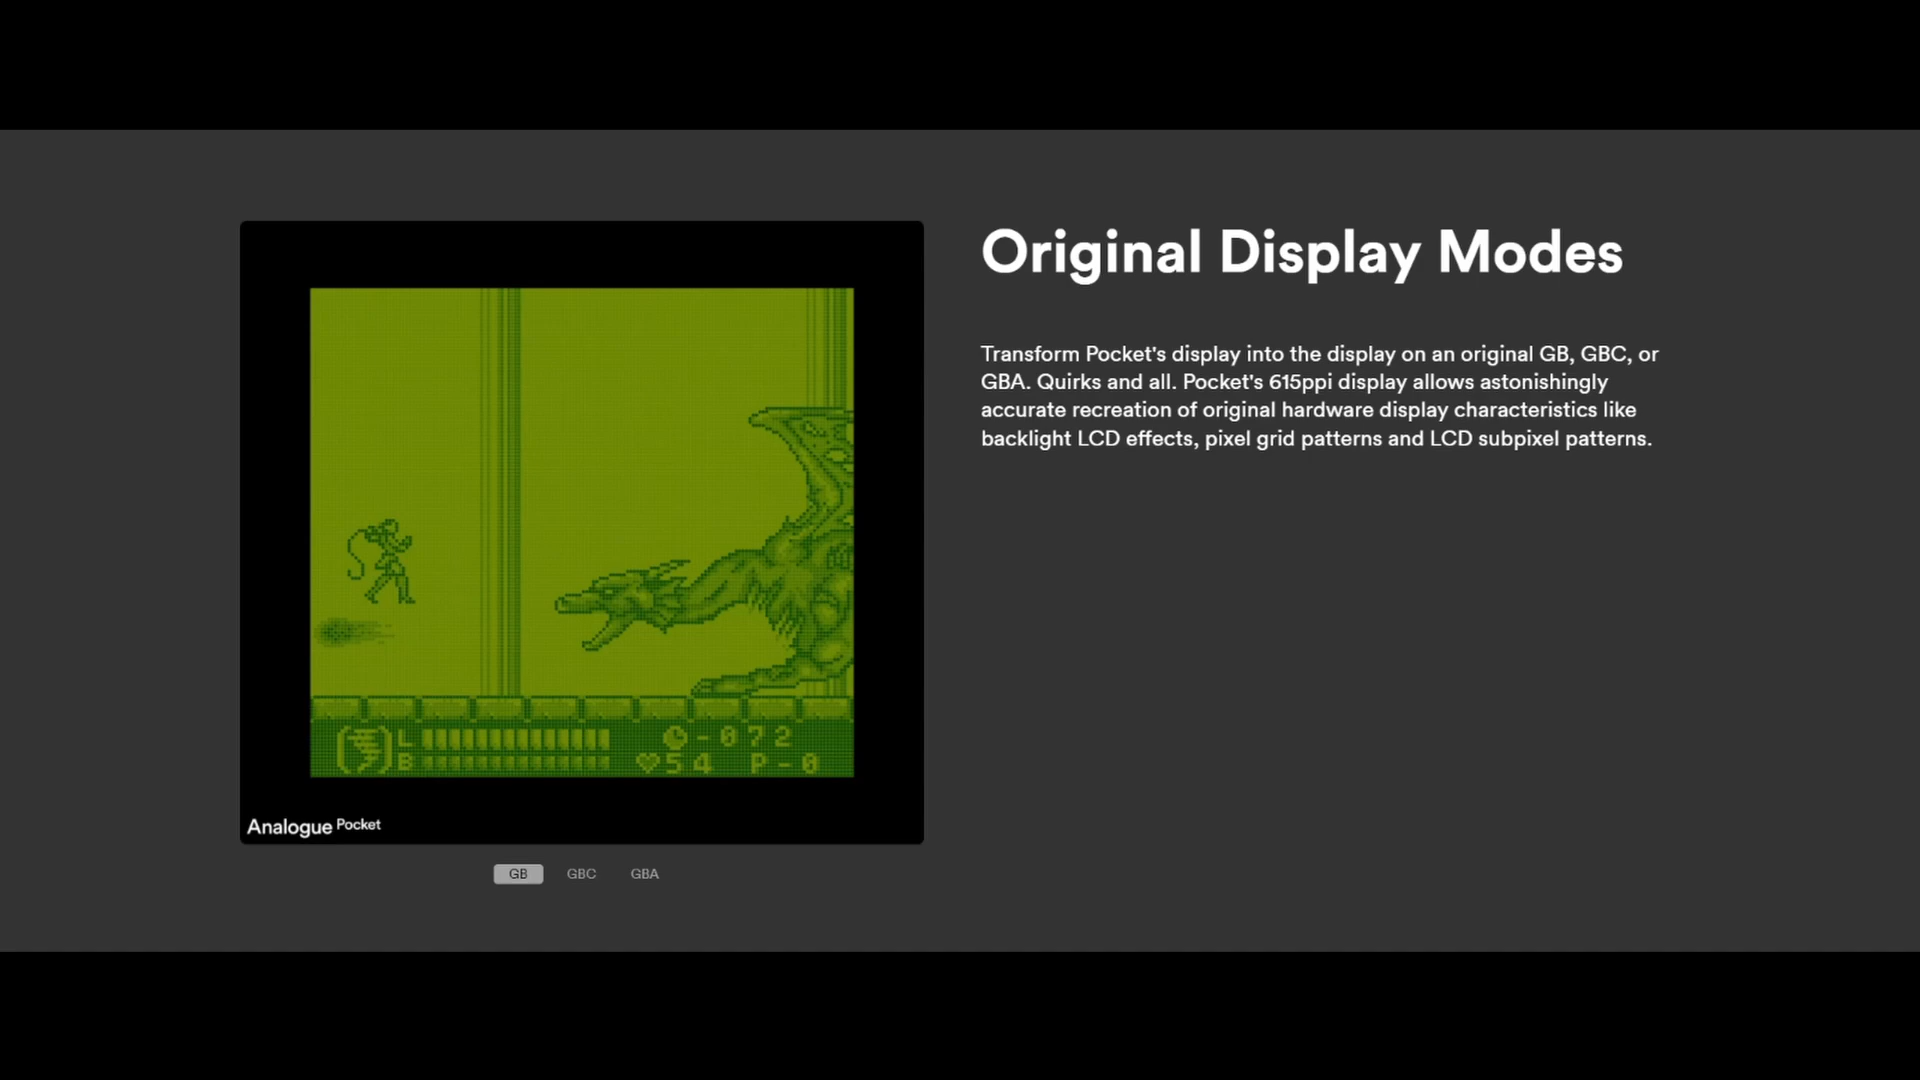 Original Display Modes
Transform Pocket's display into the display on an original GB, GBC, or
GBA. Quirks and all. Pocket's 615ppi display allows astonishingly
accurate recreation of original hardware display characteristics like
backlight LCD effects, pixel grid patterns and LCD subpixel patterns.
L
-072
B
54 P-0
Analogue Pocket
GB GBC GBA